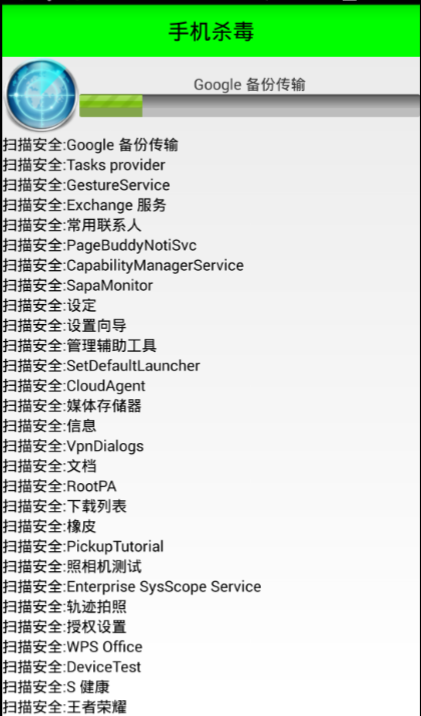 手机杀毒
Google 备份传输
扫描安全:Google 备份传输
扫描安全:Tasks provider
扫描安全:GestureService
扫描安全:Exchange 服务
扫描安全:常用联系人
扫描安全:PageBuddyNotiSvc
扫描安全:CapabilityManagerService
扫描安全:SapaMonitor
扫描安全:设定
扫描安全:设置向导
扫描安全:管理辅助工具
扫描安全:SetDefaultLauncher
扫描安全:CloudAgent
扫描安全:媒体存储器
扫描安全:信息
扫描安全:VpnDialogs
扫描安全:文档
扫描安全:RootPA
扫描安全:下载列表
扫描安全:橡皮
扫描安全:PickupTutorial
扫描安全:照相机测试
扫描安全:Enterprise SysScope Service
扫描安全:轨迹拍照
扫描安全:授权设置
扫描安全:WPS Office
扫描安全:DeviceTest
扫描安全:S 健康
扫描安全:王者荣耀